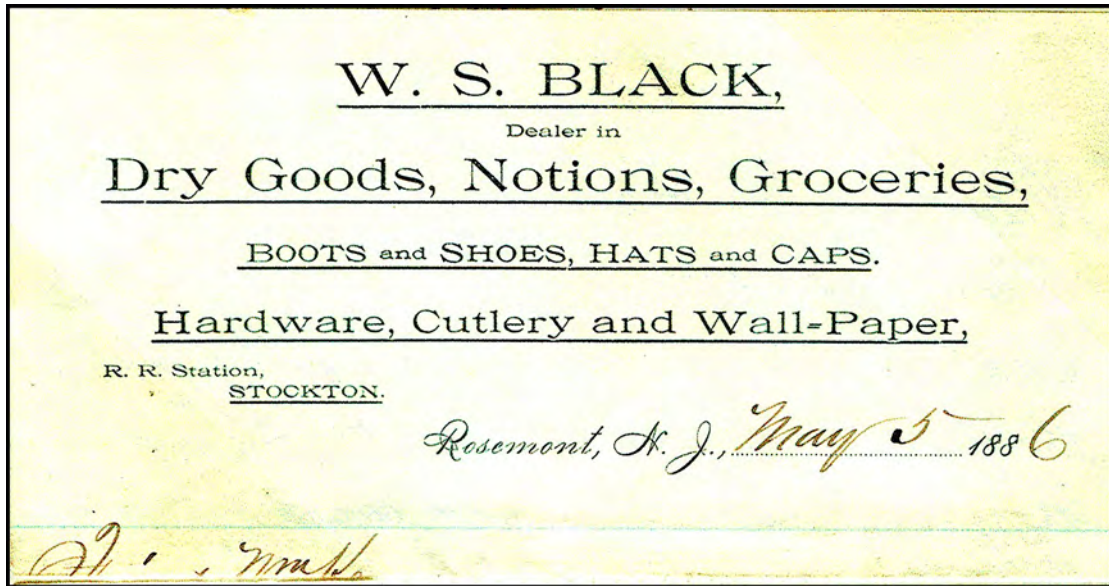 W. S. BLACK,
Dealer in
Dry Goods, Notions, Groceries,
BOOTS and SHOES, HATS and CAPS.
Hardware, Cutlery and Wall-Paper,
R. R. Station,
STOCKTON.
Rosemont, N. J., May 5 1886